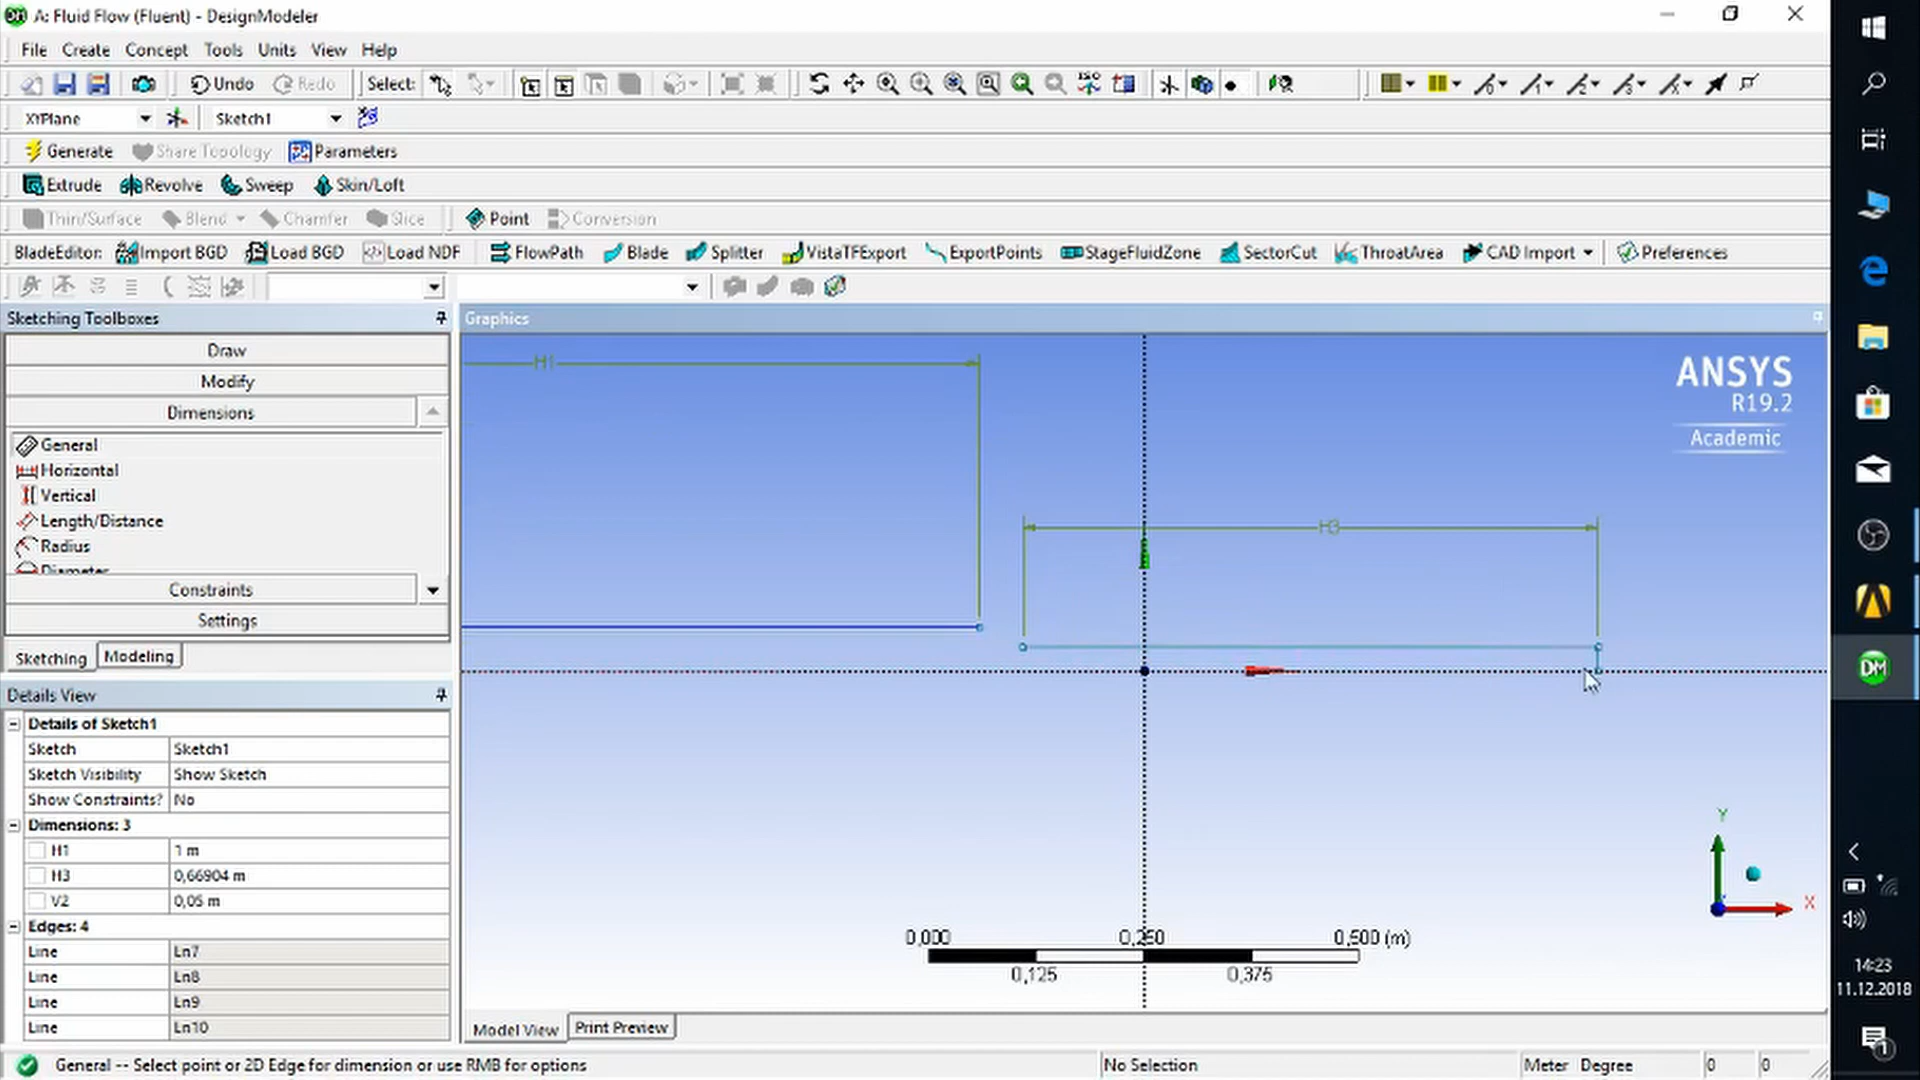 A: Fluid Flow (Fluent) - DesignModeler
File Create Concept Tools Units View Help
Undo Redo Select: ISO
XYPlane Sketch1
Generate Share Topology Parameters
Extrude Revolve Sweep Skin/Loft
Thin/Surface Blend Chamfer Slice Point Conversion
BladeEditor: Import BGD Load BGD Load NDF FlowPath Blade Splitter VistaTFExport ExportPoints StageFluidZone SectorCut ThroatArea CAD Import Preferences
Sketching Toolboxes
Draw
Modify
Dimensions
General
Horizontal
Vertical
Length/Distance
Radius
Diameter
Constraints
Settings
Sketching Modeling
Details View
Details of Sketch1
Sketch Sketch1
Sketch Visibility Show Sketch
Show Constraints? No
Dimensions: 3
H1 1 m
H3 0,66904 m
V2 0,05 m
Edges: 4
Line Ln7
Line Ln8
Line Ln9
Line Ln10
Graphics
H1
H3
ANSYS
R19.2
Academic
Y
X
0,000 0,250 0,500 (m)
0,125 0,375
Model View Print Preview
General -- Select point or 2D Edge for dimension or use RMB for options No Selection Meter Degree 0 0
DM
14:23
11.12.2018
1